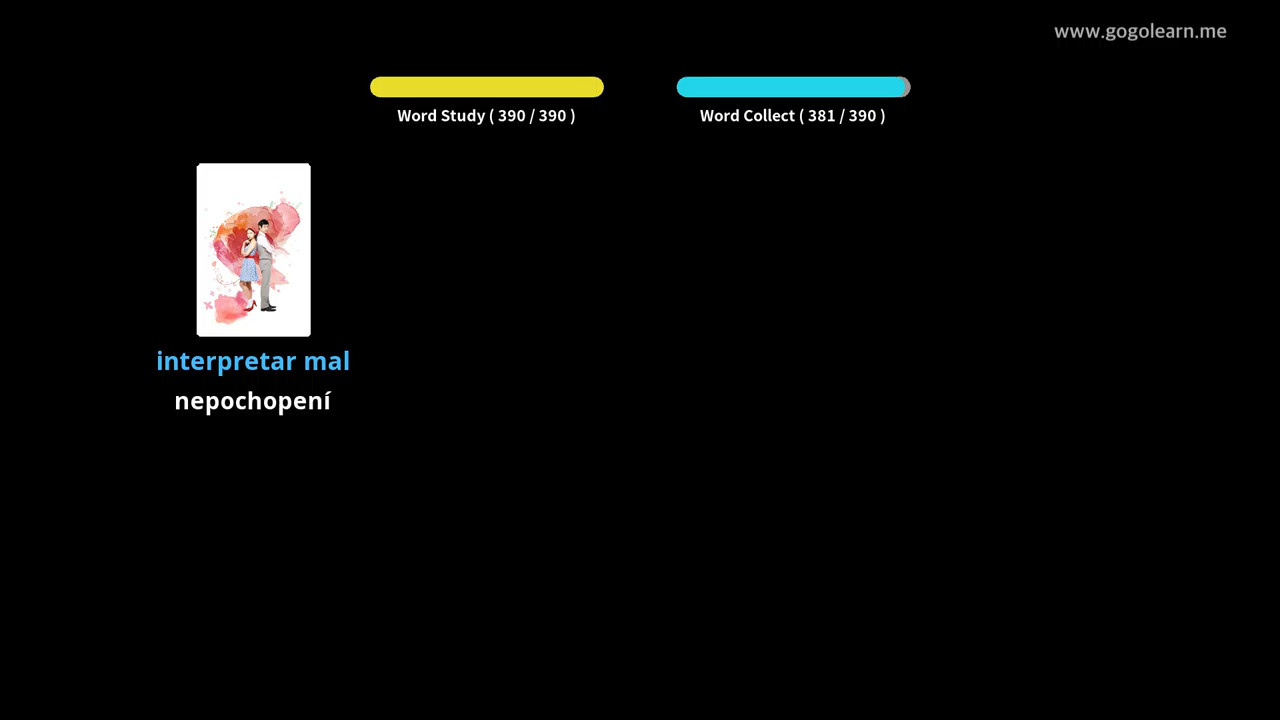 www.gogolearn.me
Word Study ( 390 / 390 )
Word Collect ( 381 / 390 )
interpretar mal
nepochopení